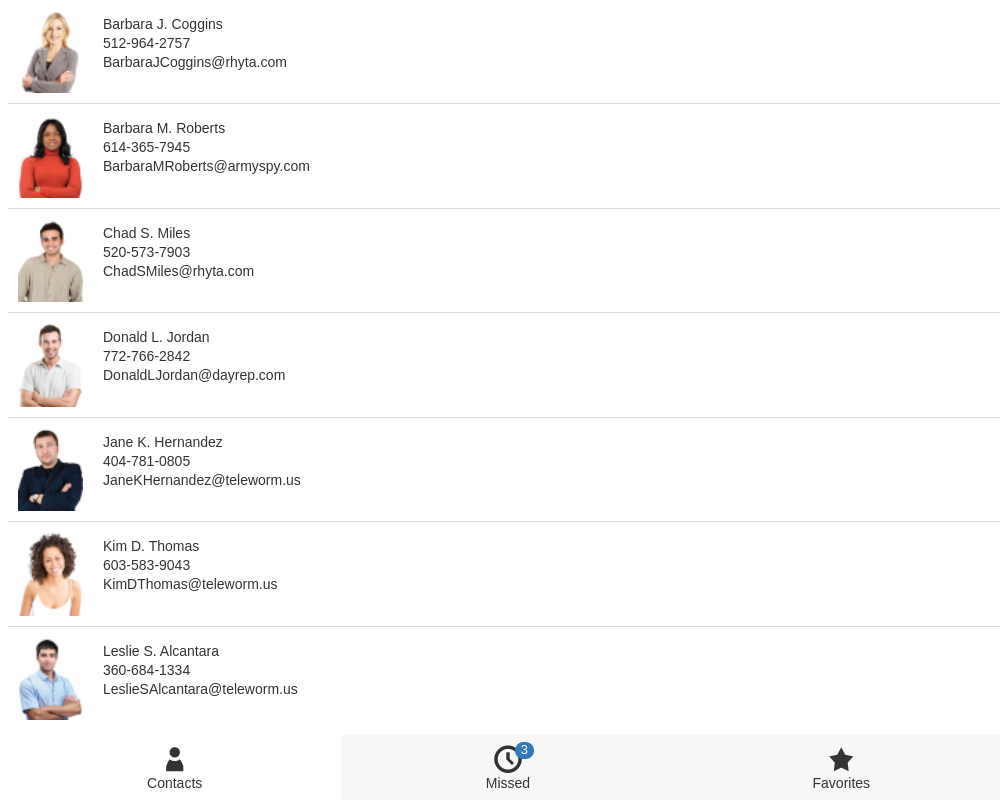 Barbara J. Coggins
512-964-2757
BarbaraJCoggins@rhyta.com
Barbara M. Roberts
614-365-7945
BarbaraMRoberts@armyspy.com
Chad S. Miles
520-573-7903
ChadSMiles@rhyta.com
Donald L. Jordan
772-766-2842
DonaldLJordan@dayrep.com
Jane K. Hernandez
404-781-0805
JaneKHernandez@teleworm.us
Kim D. Thomas
603-583-9043
KimDThomas@teleworm.us
Leslie S. Alcantara
360-684-1334
LeslieSAlcantara@teleworm.us
3
Contacts
Missed
Favorites